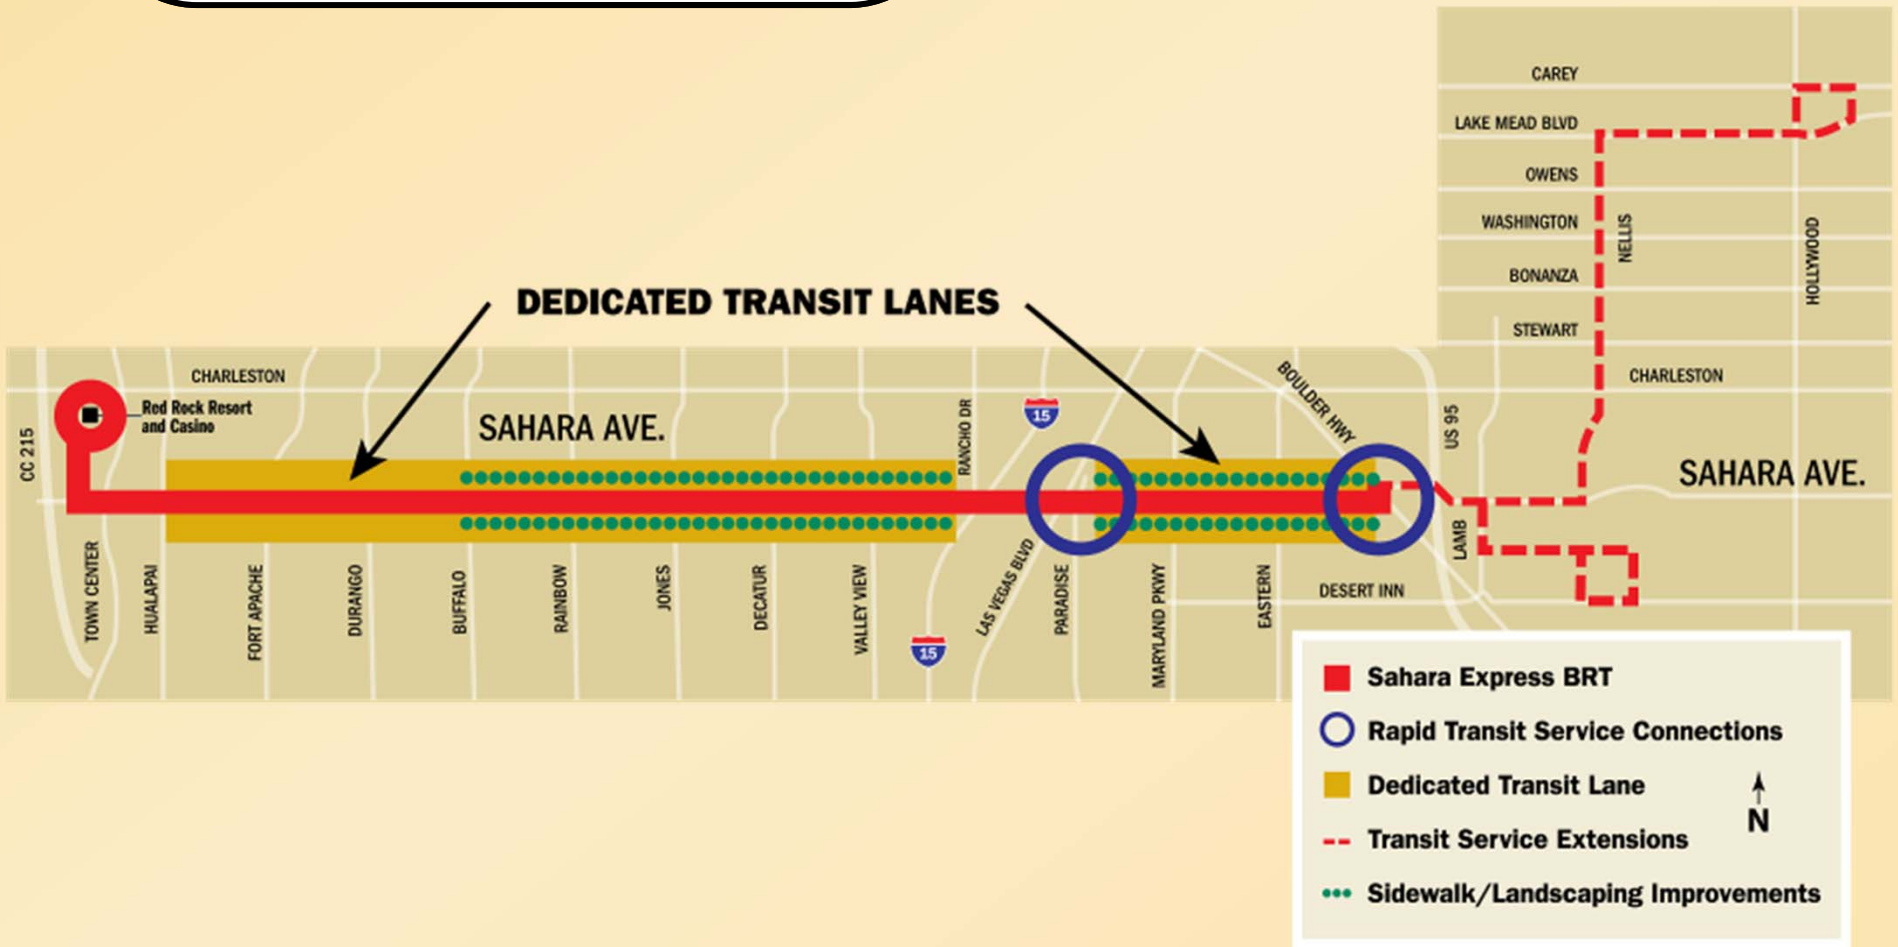 CAREY
LAKE MEAD BLVD
OWENS
WASHINGTON
BONANZA
STEWART
NELLIS
HOLLYWOOD
DEDICATED TRANSIT LANES
CHARLESTON
Red Rock Resort
and Casino
SAHARA AVE.
CC 215
RANCHO DR
15
BOULDER HWY
US 95
CHARLESTON
SAHARA AVE.
TOWN CENTER
HUALAPAI
FORT APACHE
DURANGO
BUFFALO
RAINBOW
JONES
DECATUR
VALLEY VIEW
15
LAS VEGAS BLVD
PARADISE
MARYLAND PKWY
EASTERN
DESERT INN
LAMB
Sahara Express BRT
Rapid Transit Service Connections
Dedicated Transit Lane
Transit Service Extensions
Sidewalk/Landscaping Improvements
N